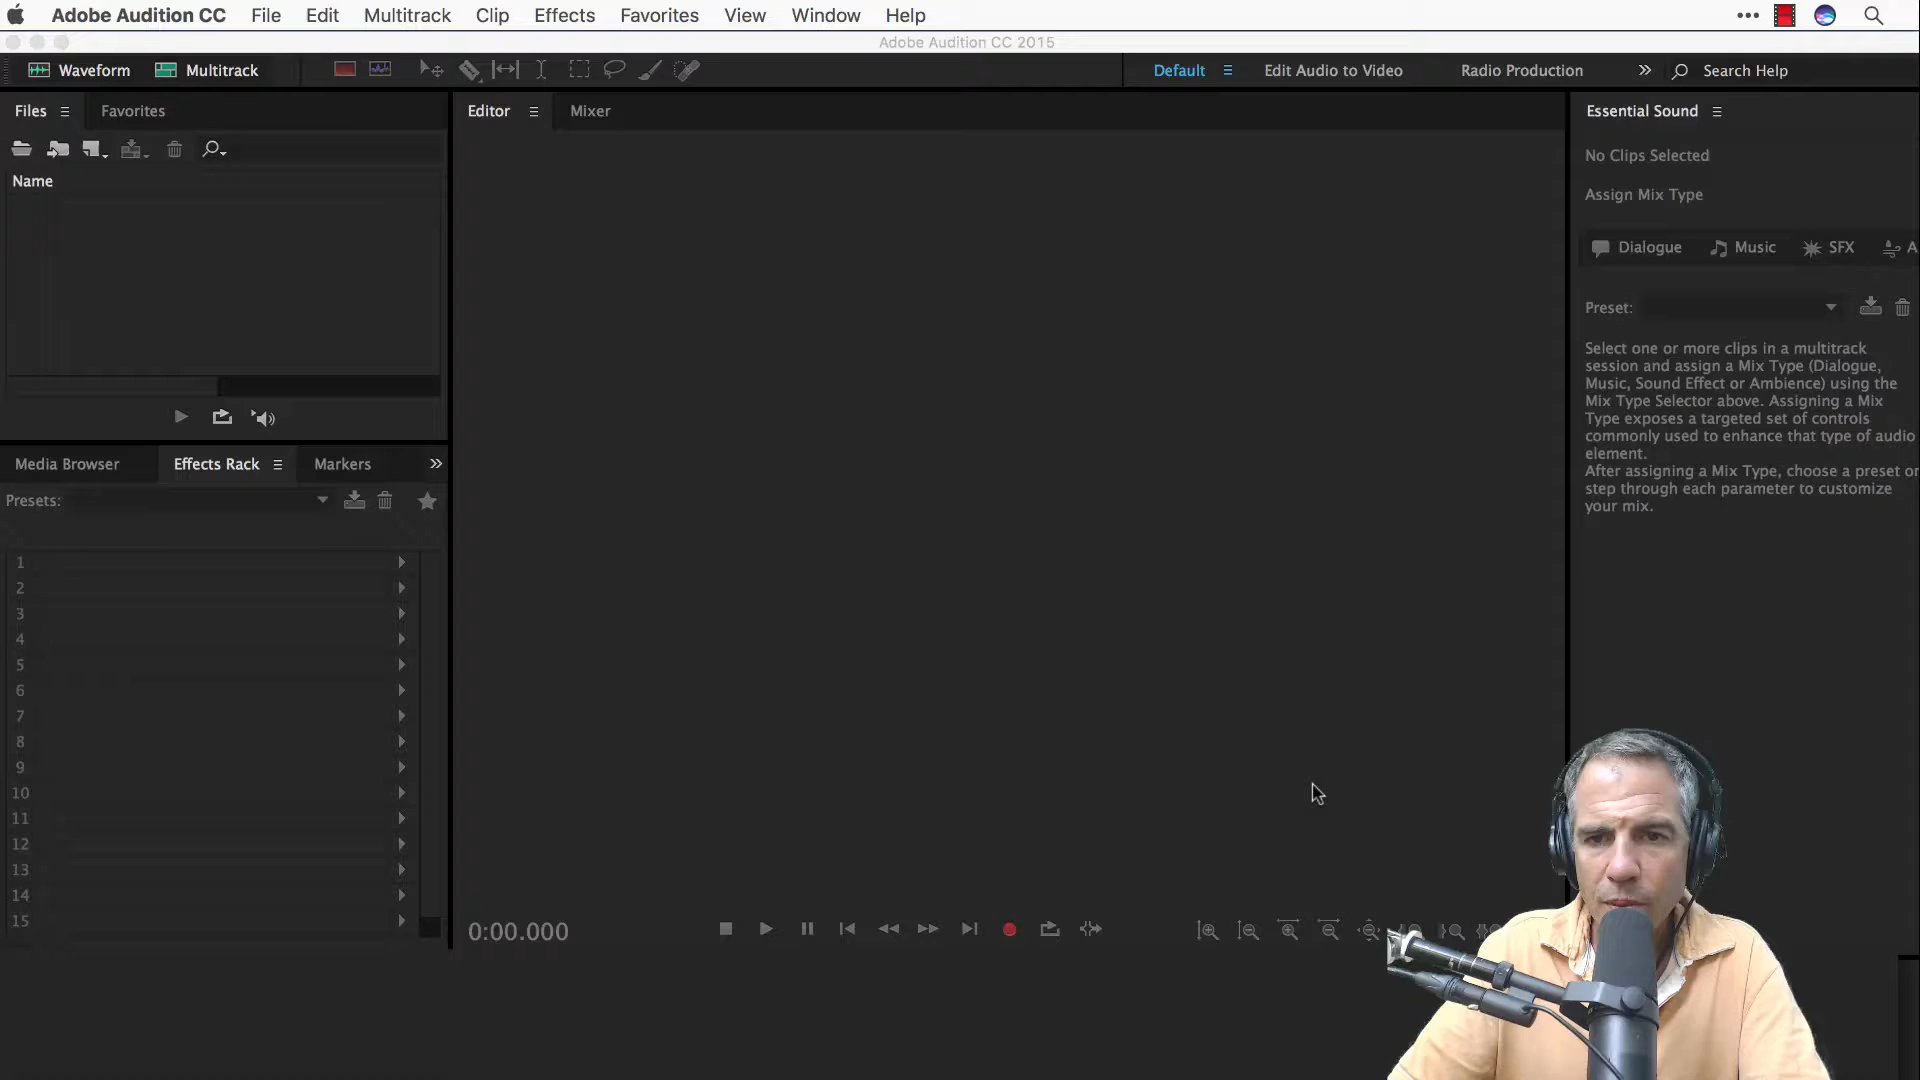 Adobe Audition CC File Edit Multitrack Clip Effects Favorites View Window Help
Adobe Audition CC 2015
Waveform Multitrack Default Edit Audio to Video Radio Production Search Help
Files Favorites
Name
Editor Mixer
Essential Sound
No Clips Selected
Assign Mix Type
Dialogue Music SFX A
Preset:
Select one or more clips in a multitrack
session and assign a Mix Type (Dialogue,
Music, Sound Effect or Ambience) using the
Mix Type Selector above. Assigning a Mix
Type exposes a targeted set of controls
commonly used to enhance that type of audio
element.
After assigning a Mix Type, choose a preset or
step through each parameter to customize
your mix.
Media Browser Effects Rack Markers
Presets:
1
2
3
4
5
6
7
8
9
10
11
12
13
14
15
0:00.000